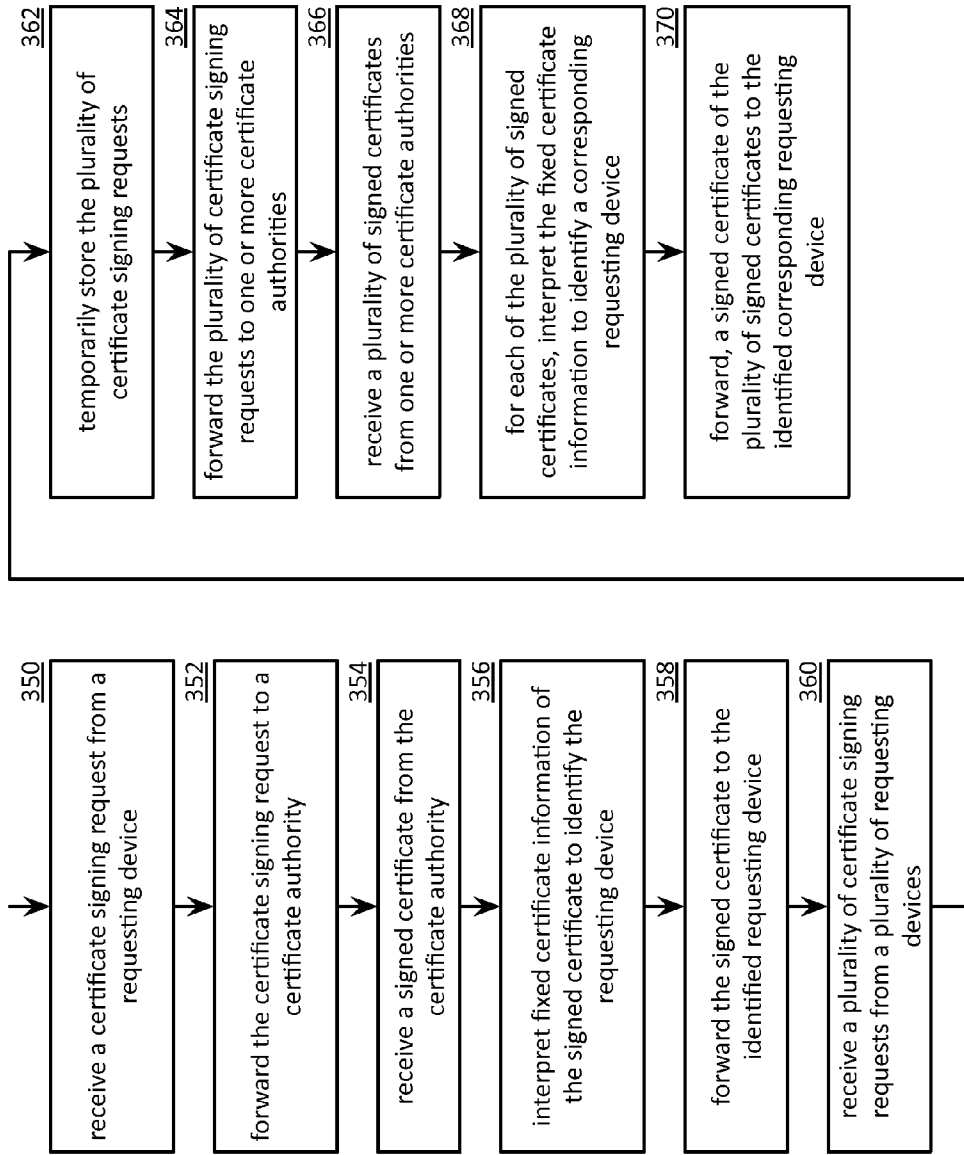 350
receive a certificate signing request from a
requesting device
352
forward the certificate signing request to a
certificate authority
354
receive a signed certificate from the
certificate authority
356
interpret fixed certificate information of
the signed certificate to identify the
requesting device
358
forward the signed certificate to the
identified requesting device
360
receive a plurality of certificate signing
requests from a plurality of requesting
devices
362
temporarily store the plurality of
certificate signing requests
364
forward the plurality of certificate signing
requests to one or more certificate
authorities
366
receive a plurality of signed certificates
from one or more certificate authorities
368
for each of the plurality of signed
certificates, interpret the fixed certificate
information to identify a corresponding
requesting device
370
forward, a signed certificate of the
plurality of signed certificates to the
identified corresponding requesting
device